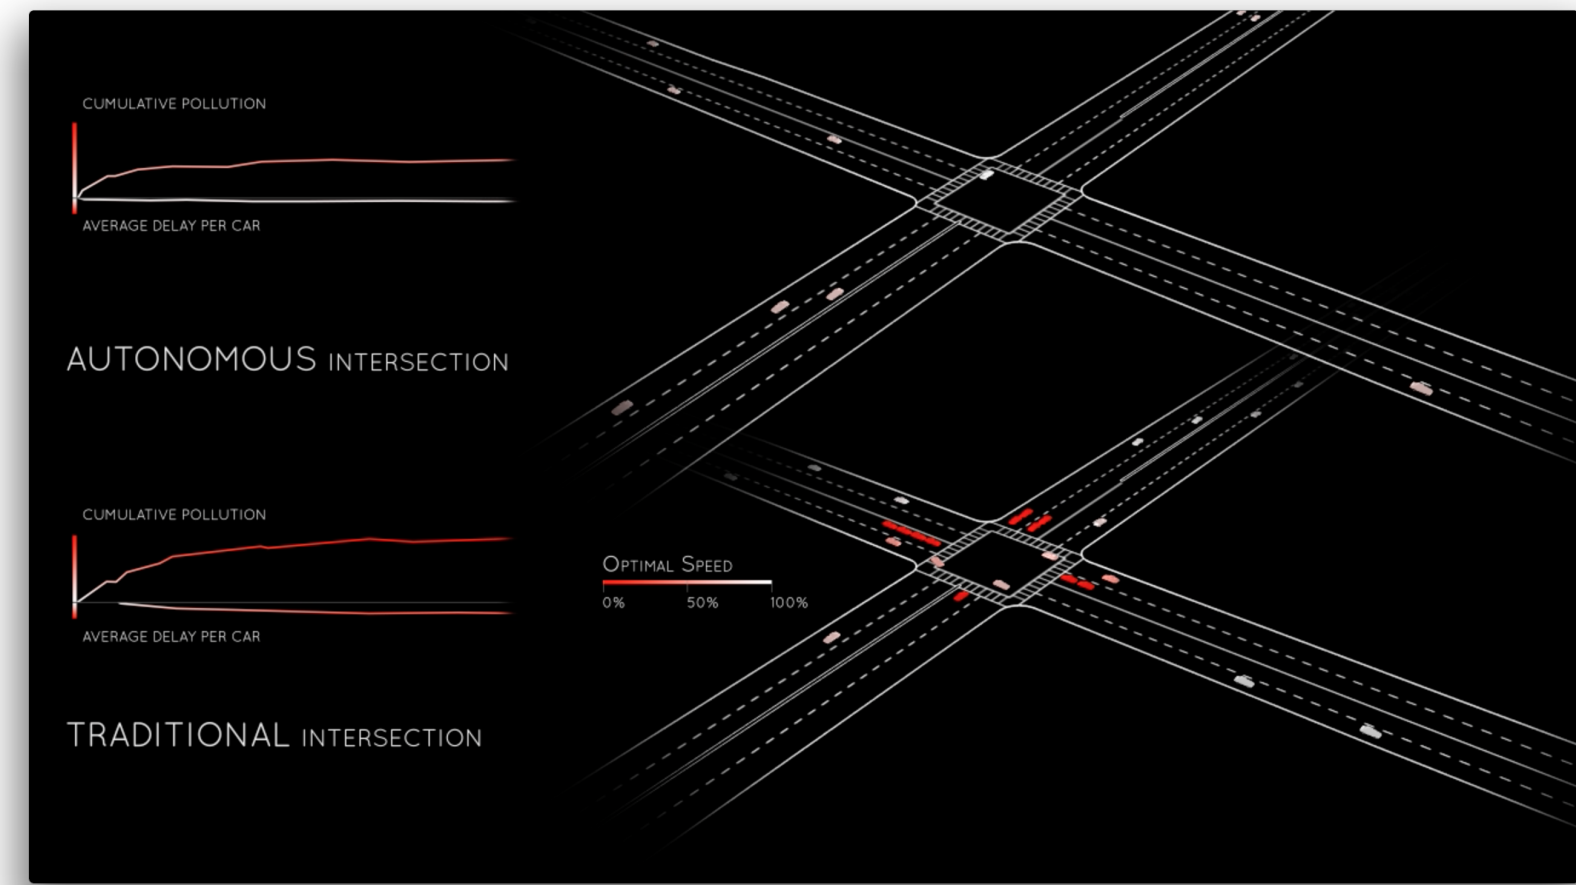 CUMULATIVE POLLUTION
AVERAGE DELAY PER CAR
AUTONOMOUS INTERSECTION
CUMULATIVE POLLUTION
AVERAGE DELAY PER CAR
TRADITIONAL INTERSECTION
OPTIMAL SPEED
0% 50% 100%